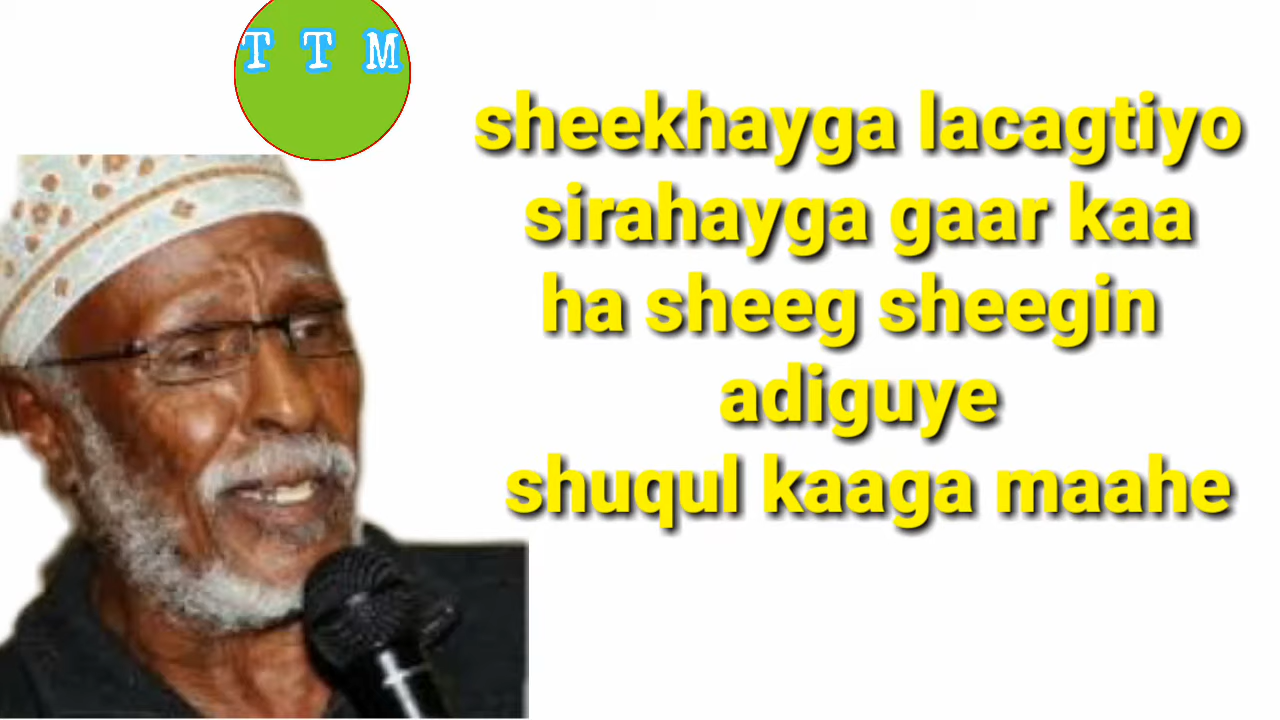 T T M
sheekhayga lacagtiyo
sirahayga gaar kaa
ha sheeg sheegin
adiguye
shuqul kaaga maahe